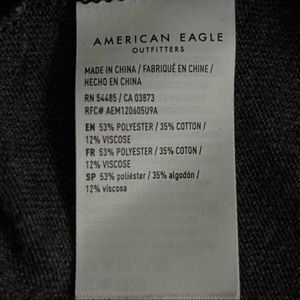 AMERICAN EAGLE
OUTFITTERS
MADE IN CHINA / FABRIQUÉ EN CHINE /
HECHO EN CHINA
RN 54485 / CA 03873
RFC# AEM120605U9A
EN 53% POLYESTER / 35% COTTON /
12% VISCOSE
FR 53% POLYESTER / 35% COTON /
12% VISCOSE
SP 53% poliéster / 35% algodón /
12% viscosa